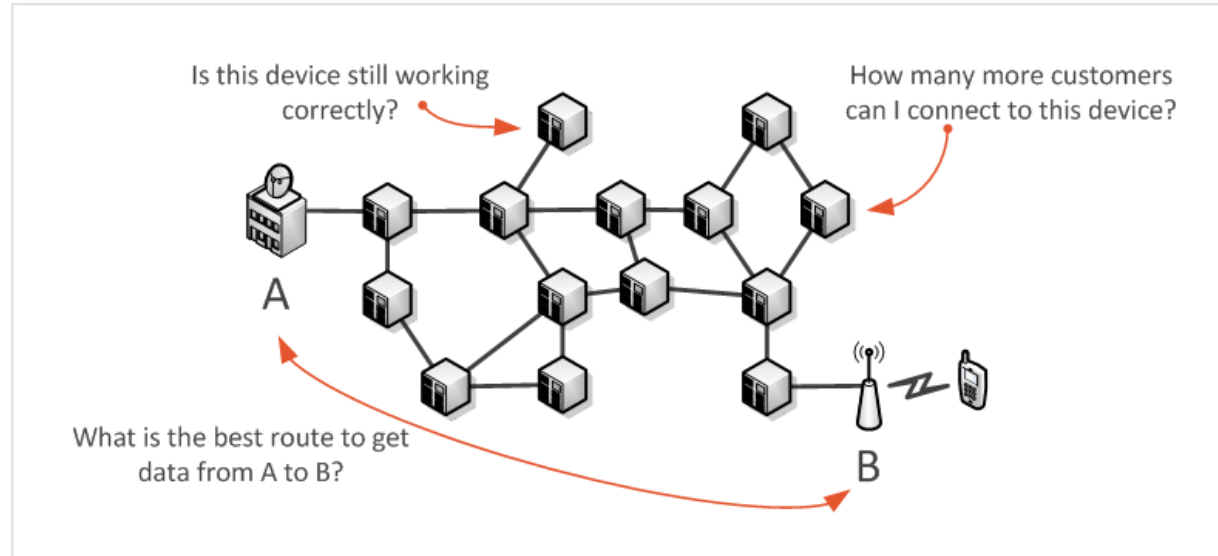 Is this device still working
correctly?
How many more customers
can I connect to this device?
A
What is the best route to get
data from A to B?
B